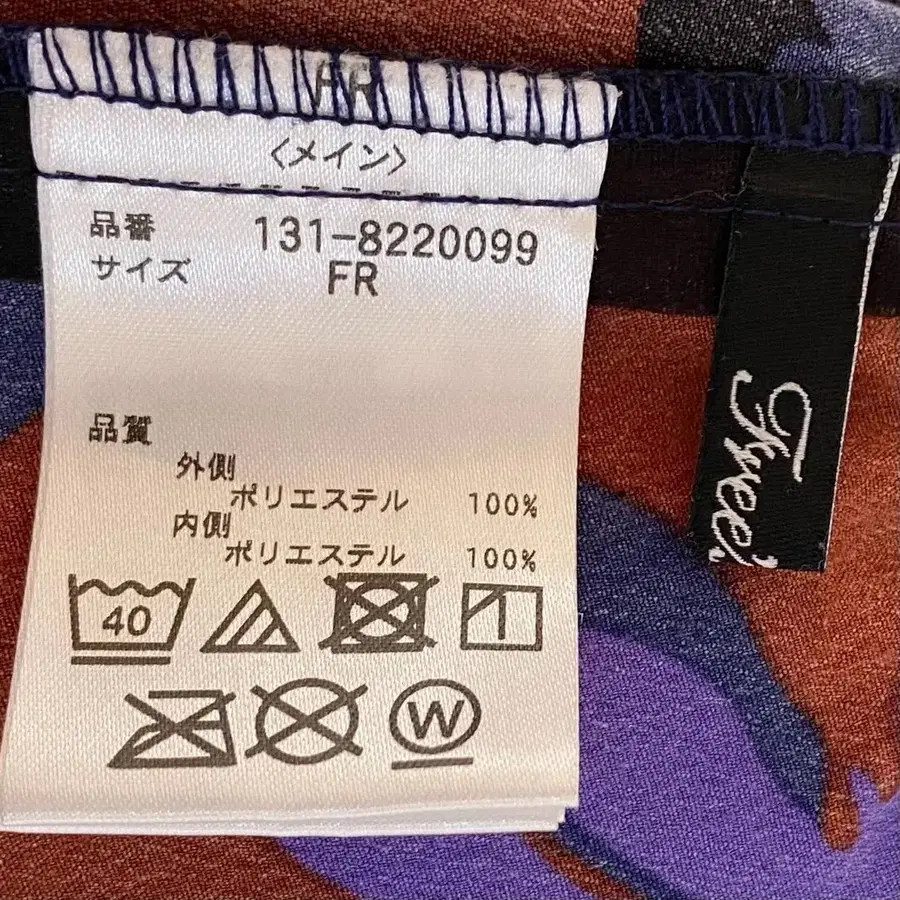 FR
〈メイン〉
品番 131-8220099
サイズ FR
品質
外側
ポリエステル 100%
内側
ポリエステル 100%
40
W